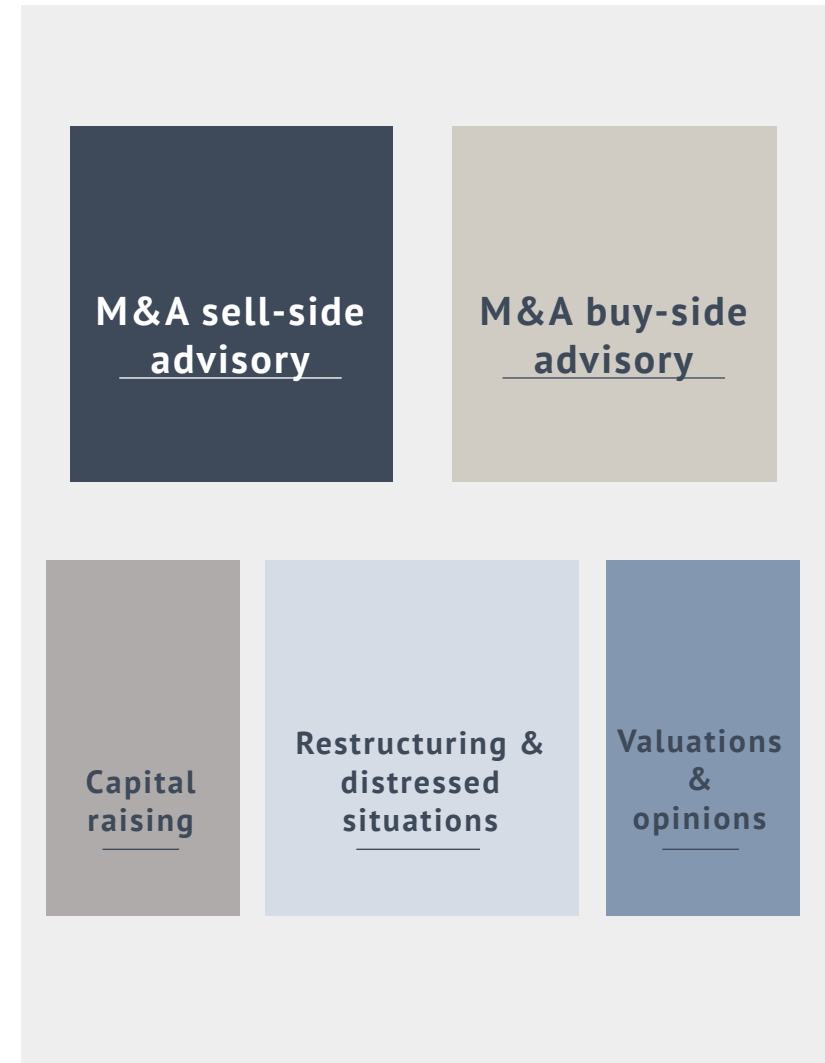 M&A sell-side
advisory
M&A buy-side
advisory
Capital
raising
Restructuring &
distressed
situations
Valuations
&
opinions